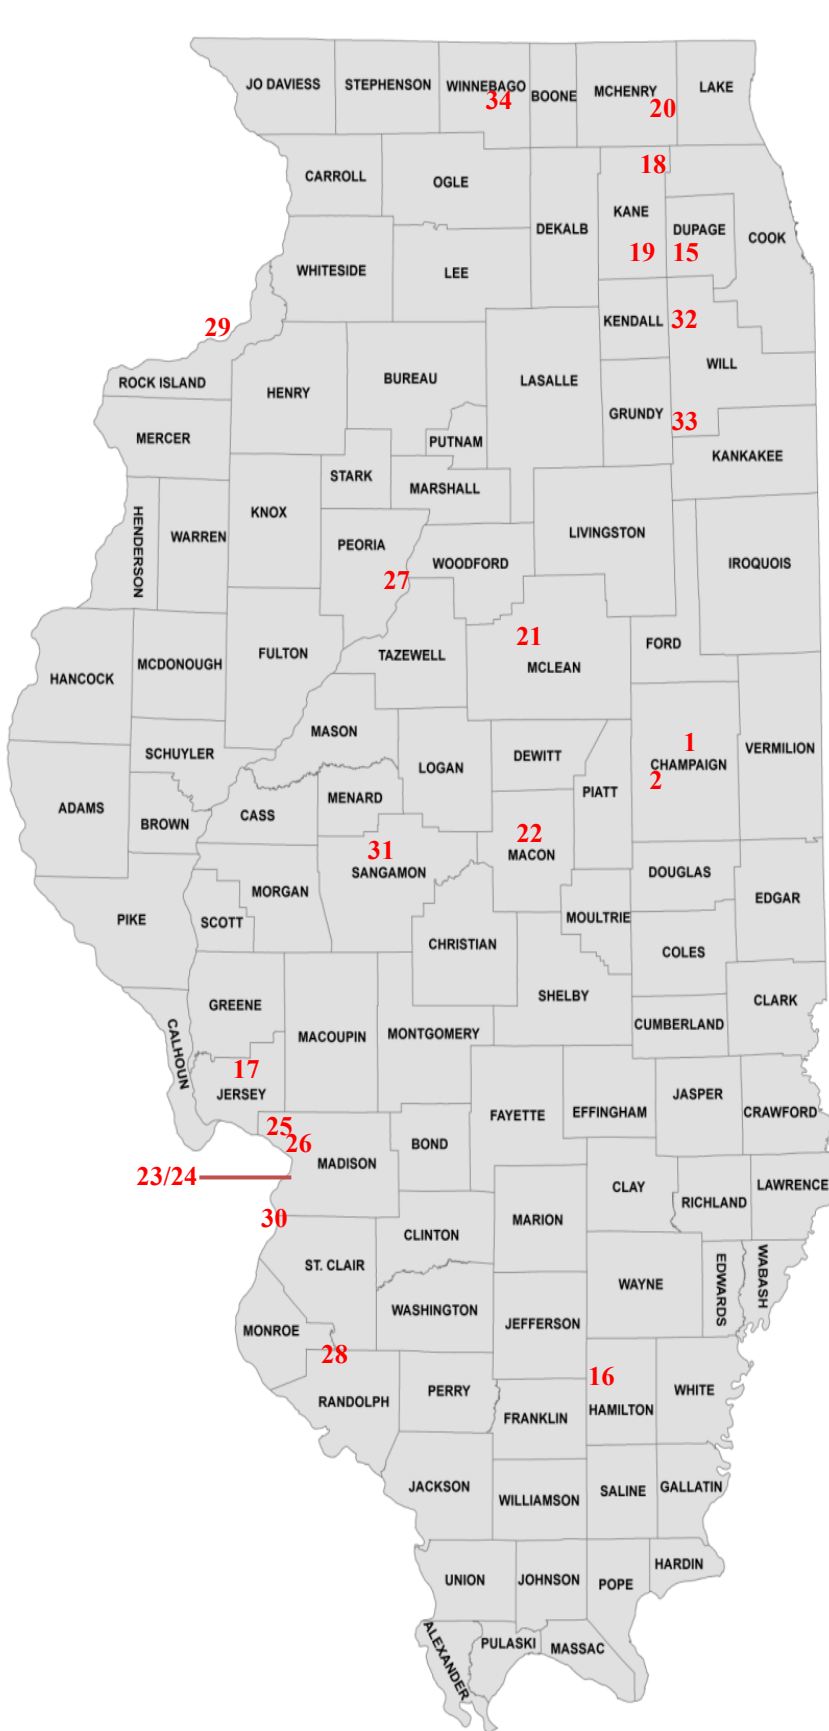 JO DAVIESS
STEPHENSON
WINNEBAGO
34
BOONE
MCHENRY
20
LAKE
CARROLL
OGLE
18
KANE
DEKALB
DUPAGE
COOK
19
15
WHITESIDE
LEE
29
KENDALL
32
ROCK ISLAND
HENRY
BUREAU
LASALLE
WILL
GRUNDY
33
MERCER
PUTNAM
KANKAKEE
STARK
MARSHALL
HENDERSON
WARREN
KNOX
PEORIA
LIVINGSTON
WOODFORD
IROQUOIS
27
21
HANCOCK
MCDONOUGH
FULTON
TAZEWELL
MCLEAN
FORD
MASON
1
SCHUYLER
LOGAN
DEWITT
CHAMPAIGN
2
VERMILION
PIATT
ADAMS
BROWN
CASS
MENARD
22
MACON
31
SANGAMON
DOUGLAS
MORGAN
EDGAR
PIKE
SCOTT
MOULTRIE
CHRISTIAN
COLES
SHELBY
CLARK
GREENE
CALHOUN
MACOUPIN
MONTGOMERY
CUMBERLAND
17
JERSEY
FAYETTE
EFFINGHAM
JASPER
CRAWFORD
25
26
MADISON
BOND
23/24
CLAY
RICHLAND
LAWRENCE
30
MARION
CLINTON
ST. CLAIR
WAYNE
EDWARDS
WABASH
WASHINGTON
JEFFERSON
MONROE
28
16
RANDOLPH
PERRY
FRANKLIN
HAMILTON
WHITE
JACKSON
WILLIAMSON
SALINE
GALLATIN
UNION
JOHNSON
POPE
HARDIN
ALEXANDER
PULASKI
MASSAC